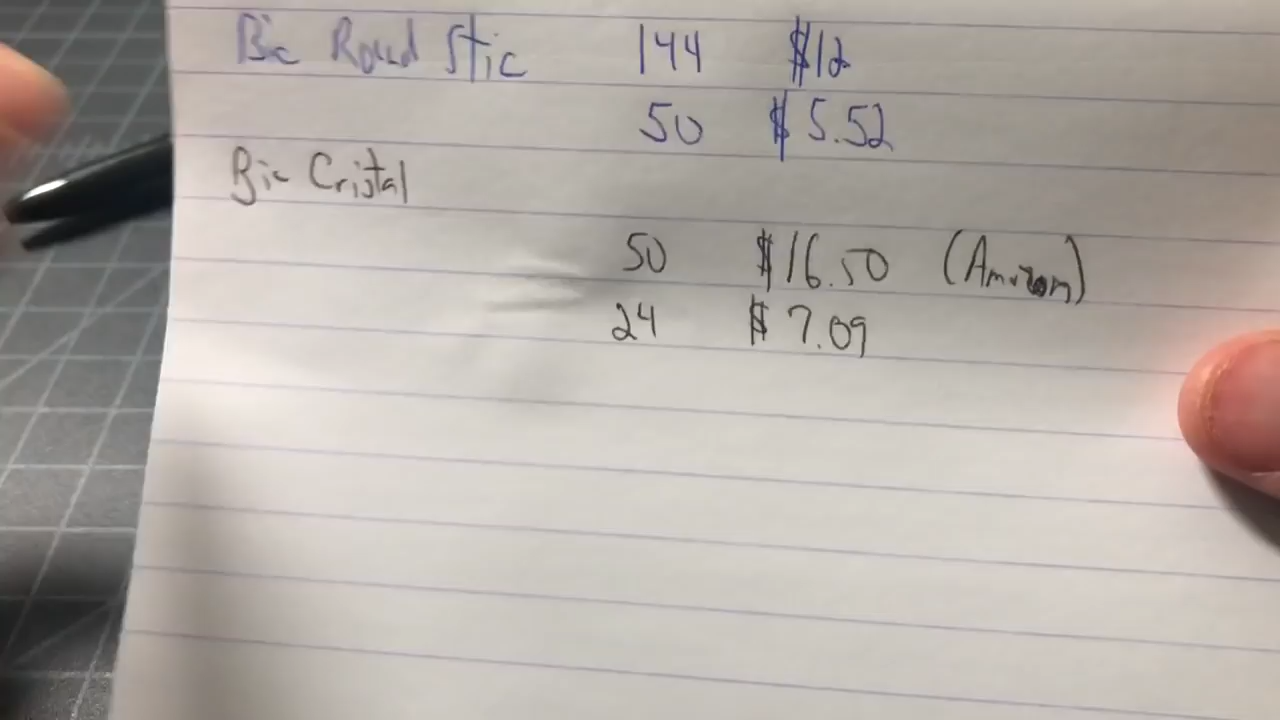 Bic Round Stic 144 $12
50 $5.52
Bic Cristal
50 $16.50 (Amazon)
24 $7.09